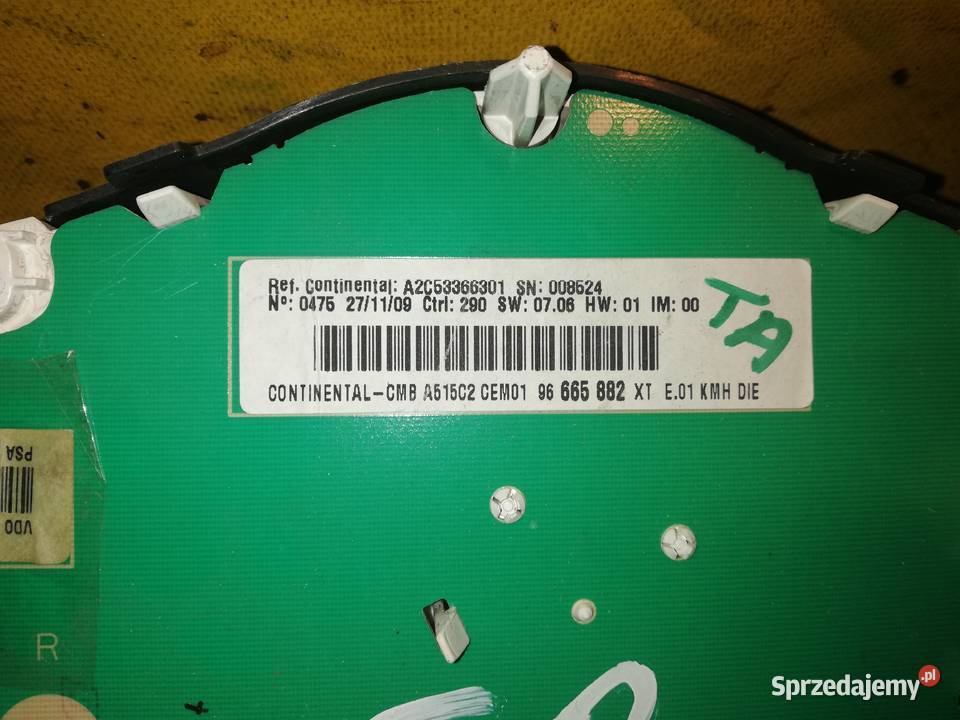 Ref. Continental: A2C53366301 SN: 008524
Nº: 0475 27/11/09 Ctrl: 290 SW: 07.06 HW: 01 IM: 00
TA
CONTINENTAL-CMB A515C2 CEM01 96 665 882 XT E.01 KMH DIE
PSA
VDO
R
Sprzedajemy.pl